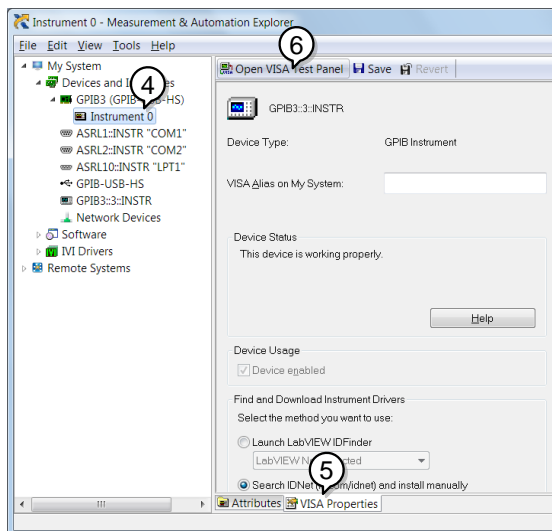 Instrument 0 - Measurement & Automation Explorer
File Edit View Tools Help
My System
4
Devices and
GPIB3 (GPIB-
-HS)
Instrument 0
ASRL1::INSTR "COM1"
ASRL2::INSTR "COM2"
ASRL10::INSTR "LPT1"
GPIB-USB-HS
GPIB3::3::INSTR
Network Devices
Software
IVI Drivers
Remote Systems
6
Open VISA Test Panel Save Revert
GPIB3::3::INSTR
Device Type: GPIB Instrument
VISA Alias on My System:
Device Status
This device is working properly.
Help
Device Usage
Device enabled
Find and Download Instrument Drivers
Select the method you want to use:
Launch LabVIEW IDFinder
LabVIEW
5
Search IDNet /idnet) and install manually
Attributes VISA Properties